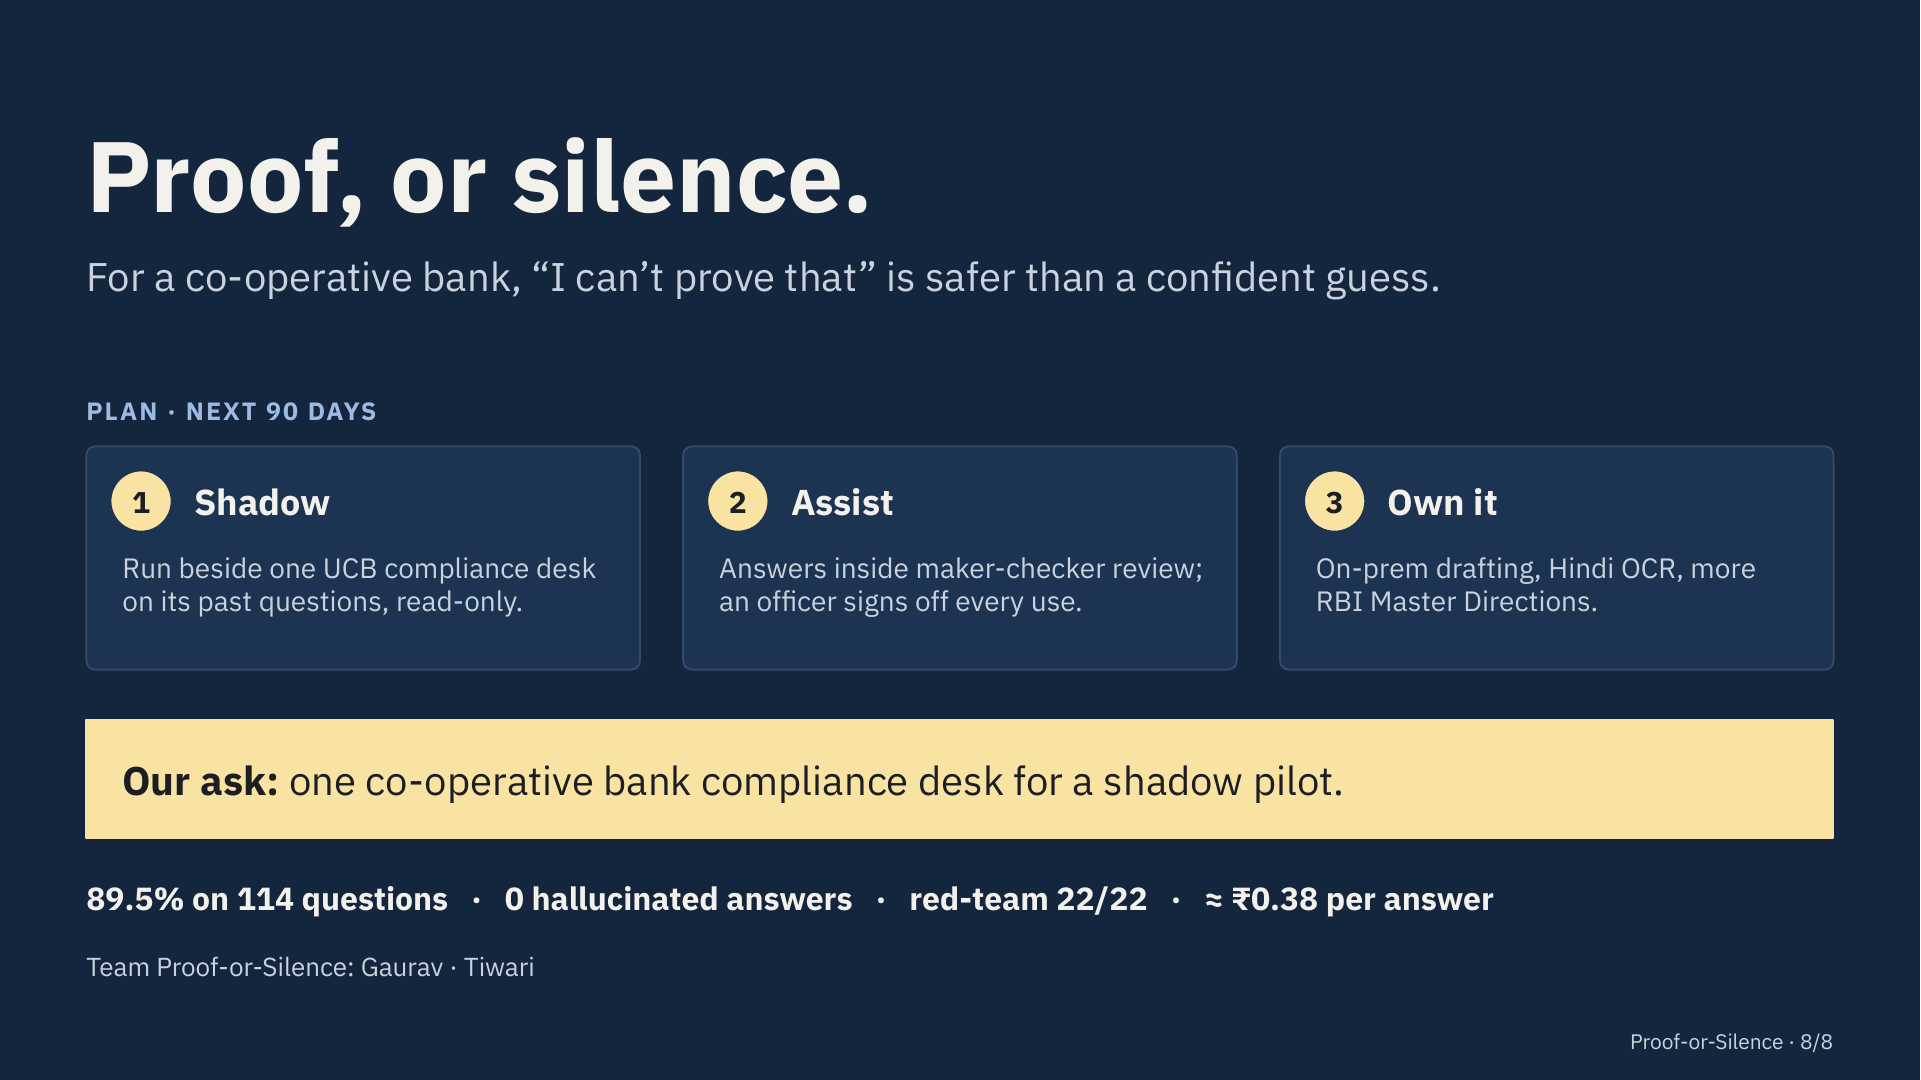 Proof, or silence.
For a co-operative bank, “I can’t prove that” is safer than a confident guess.
PLAN · NEXT 90 DAYS
1 Shadow
Run beside one UCB compliance desk
on its past questions, read-only.
2 Assist
Answers inside maker-checker review;
an officer signs off every use.
3 Own it
On-prem drafting, Hindi OCR, more
RBI Master Directions.
Our ask: one co-operative bank compliance desk for a shadow pilot.
89.5% on 114 questions · 0 hallucinated answers · red-team 22/22 · ≈ ₹0.38 per answer
Team Proof-or-Silence: Gaurav · Tiwari
Proof-or-Silence · 8/8